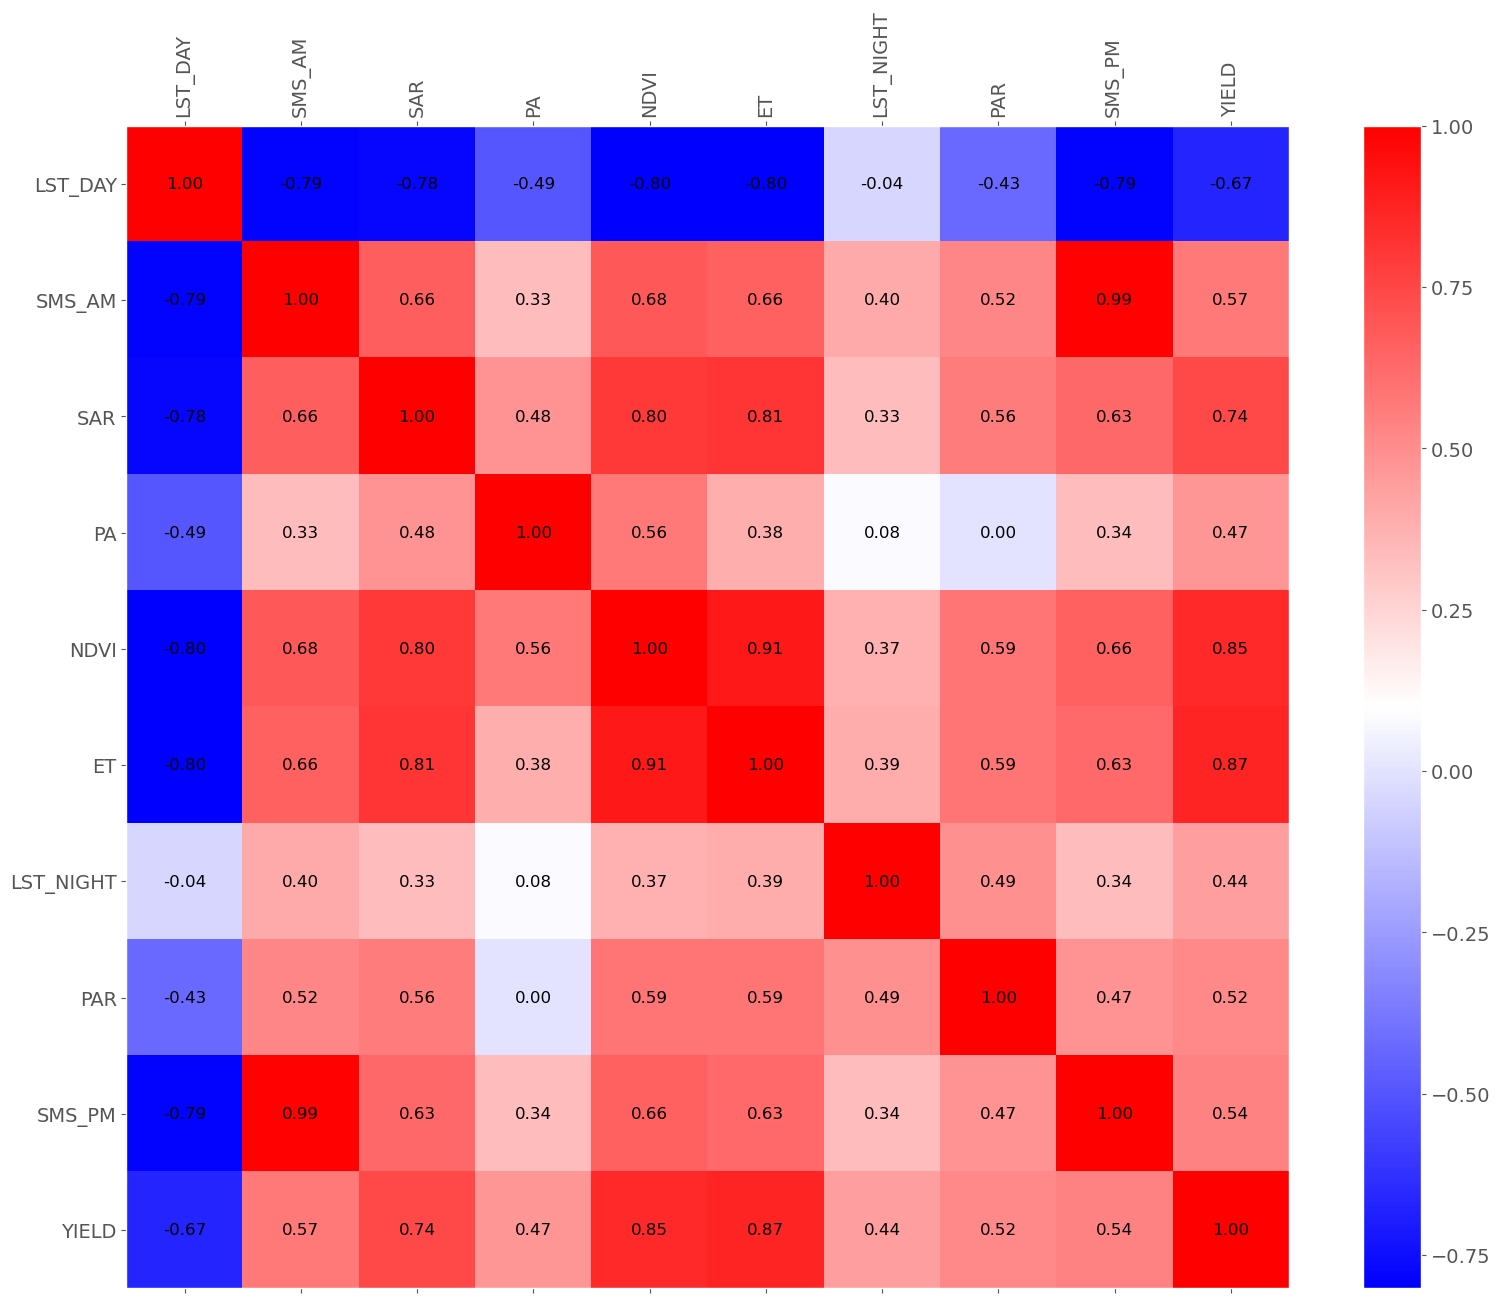 LST_DAY SMS_AM SAR PA NDVI ET LST_NIGHT PAR SMS_PM YIELD
LST_DAY 1.00 -0.79 -0.78 -0.49 -0.80 -0.80 -0.04 -0.43 -0.79 -0.67
SMS_AM -0.79 1.00 0.66 0.33 0.68 0.66 0.40 0.52 0.99 0.57
SAR -0.78 0.66 1.00 0.48 0.80 0.81 0.33 0.56 0.63 0.74
PA -0.49 0.33 0.48 1.00 0.56 0.38 0.08 0.00 0.34 0.47
NDVI -0.80 0.68 0.80 0.56 1.00 0.91 0.37 0.59 0.66 0.85
ET -0.80 0.66 0.81 0.38 0.91 1.00 0.39 0.59 0.63 0.87
LST_NIGHT -0.04 0.40 0.33 0.08 0.37 0.39 1.00 0.49 0.34 0.44
PAR -0.43 0.52 0.56 0.00 0.59 0.59 0.49 1.00 0.47 0.52
SMS_PM -0.79 0.99 0.63 0.34 0.66 0.63 0.34 0.47 1.00 0.54
YIELD -0.67 0.57 0.74 0.47 0.85 0.87 0.44 0.52 0.54 1.00
1.00
0.75
0.50
0.25
0.00
−0.25
−0.50
−0.75